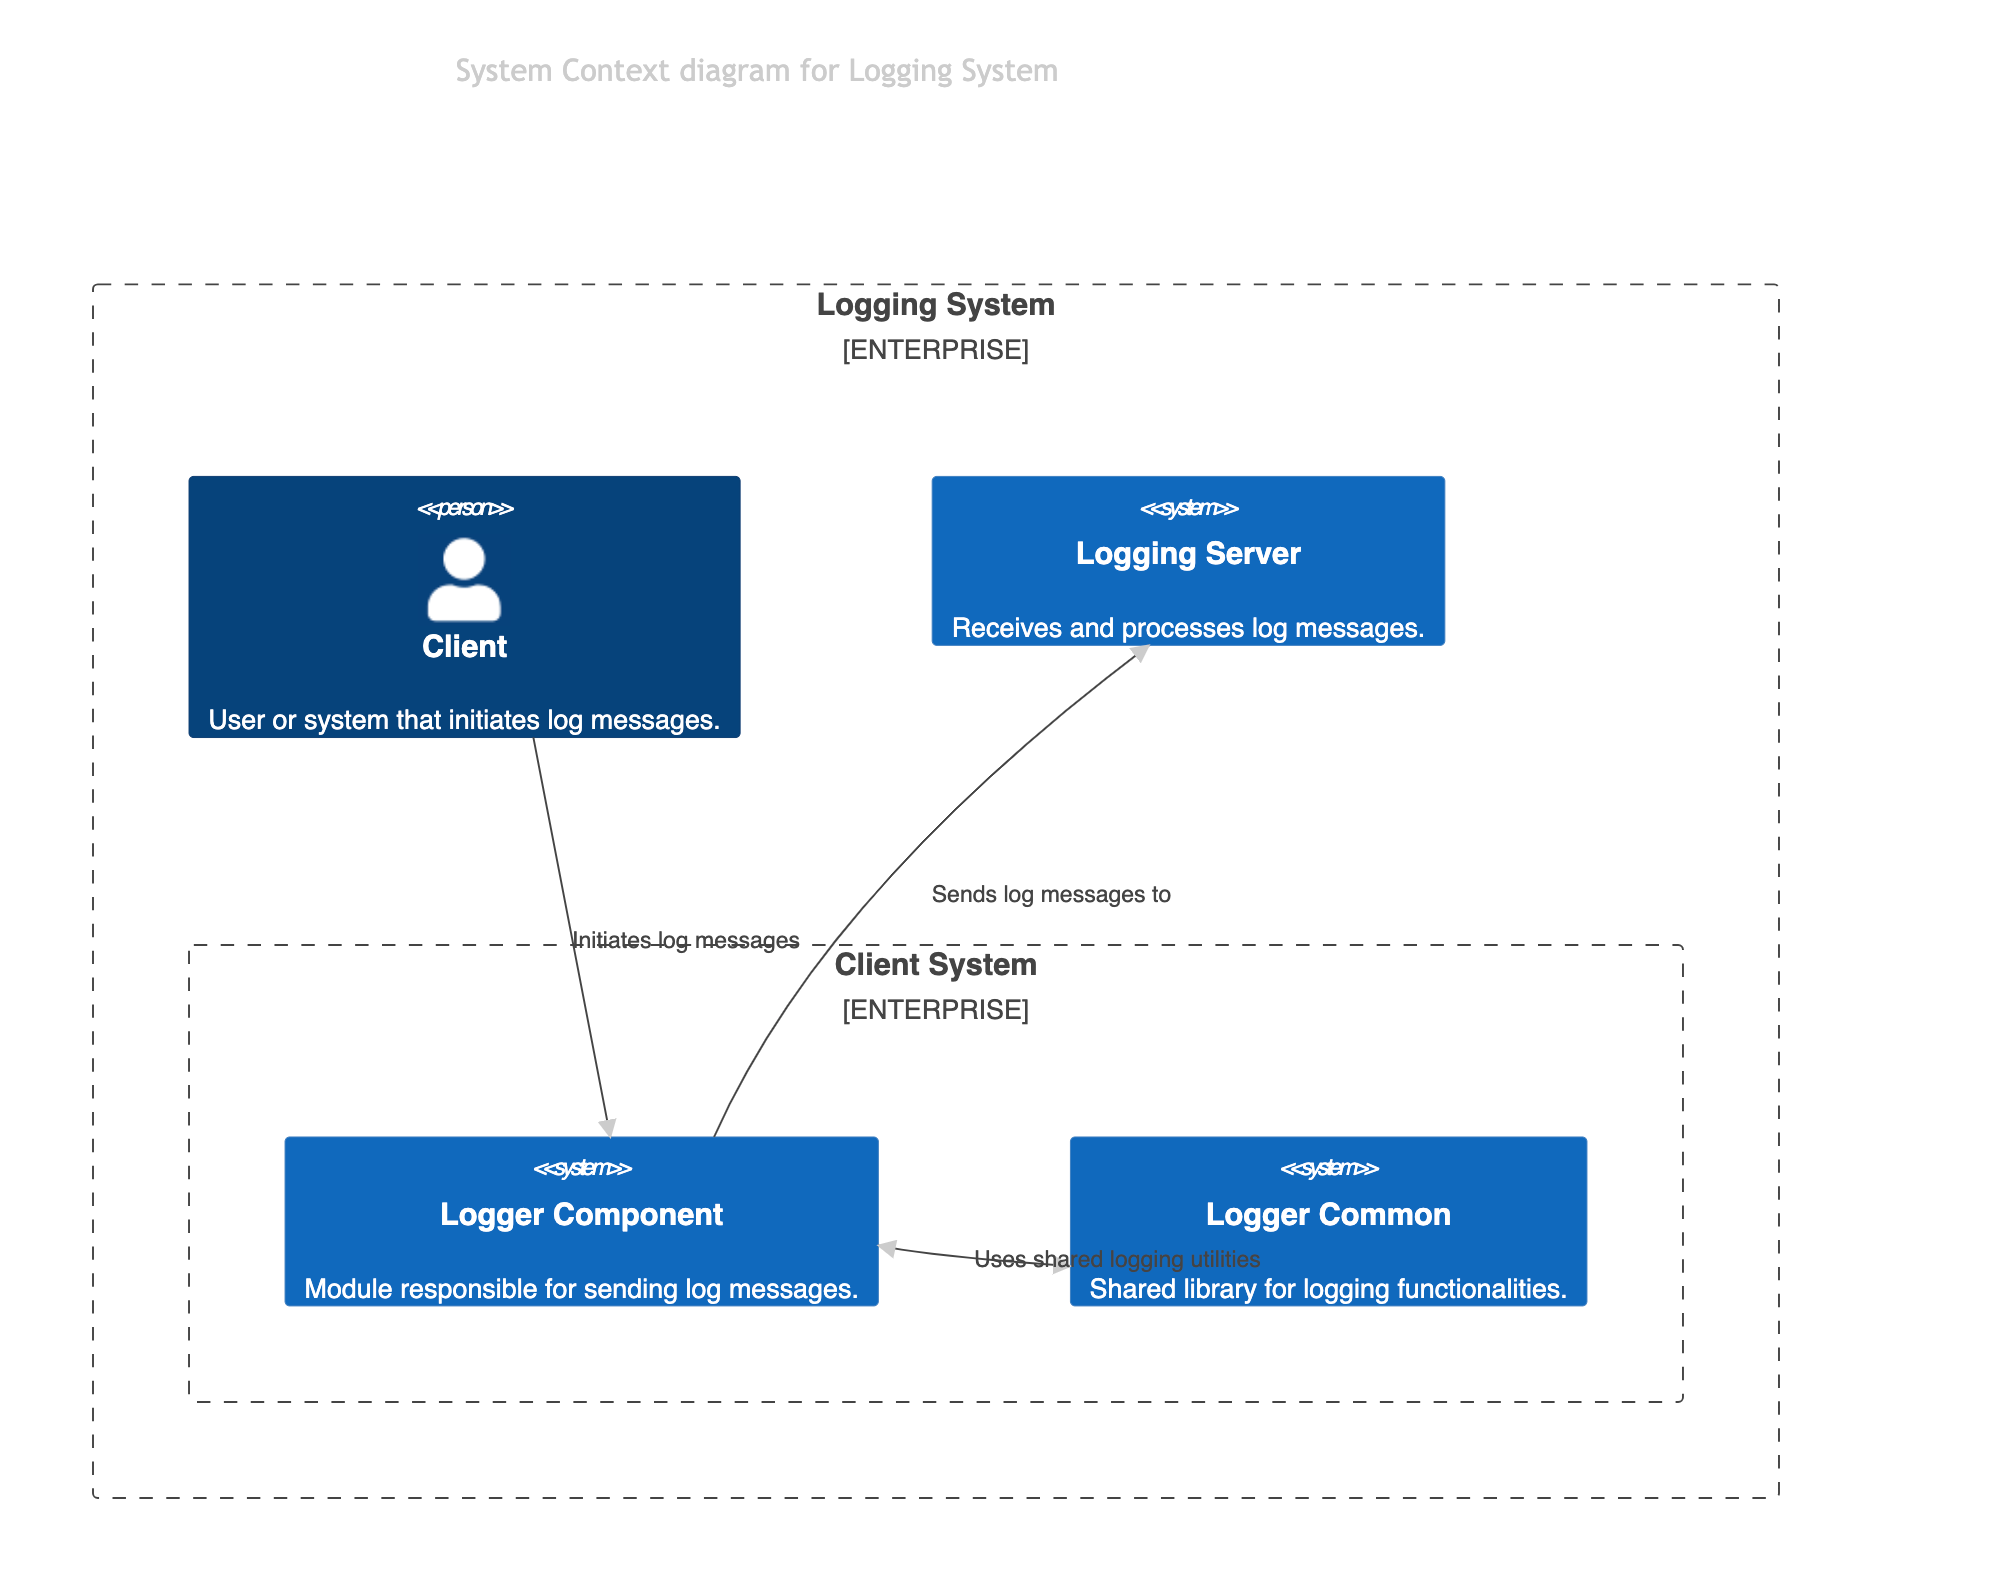 System Context diagram for Logging System
Logging System
[ENTERPRISE]
<<person>>
Client
User or system that initiates log messages.
<<system>>
Logging Server
Receives and processes log messages.
Sends log messages to
Initiates log messages
Client System
[ENTERPRISE]
<<system>>
Logger Component
Module responsible for sending log messages.
Uses shared logging utilities
<<system>>
Logger Common
Shared library for logging functionalities.